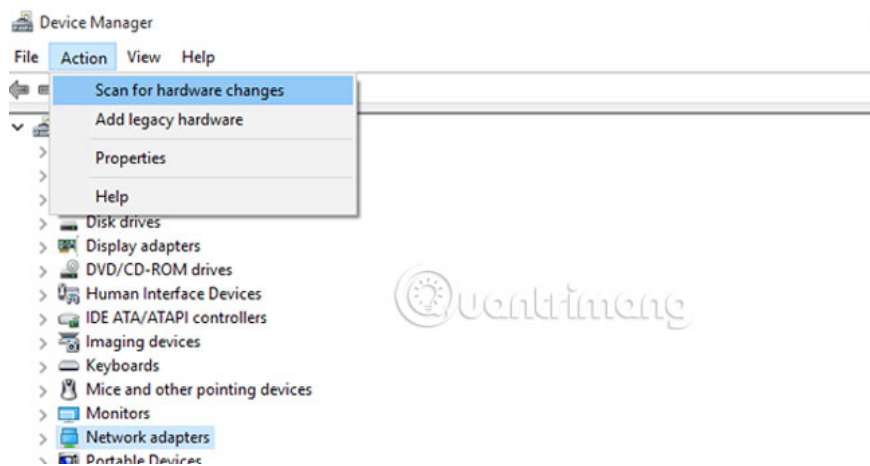 Device Manager
File Action View Help
Scan for hardware changes
Add legacy hardware
Properties
Help
Disk drives
Display adapters
DVD/CD-ROM drives
Human Interface Devices
IDE ATA/ATAPI controllers
Imaging devices
Keyboards
Mice and other pointing devices
Monitors
Network adapters
Portable Devices
Quantrimang